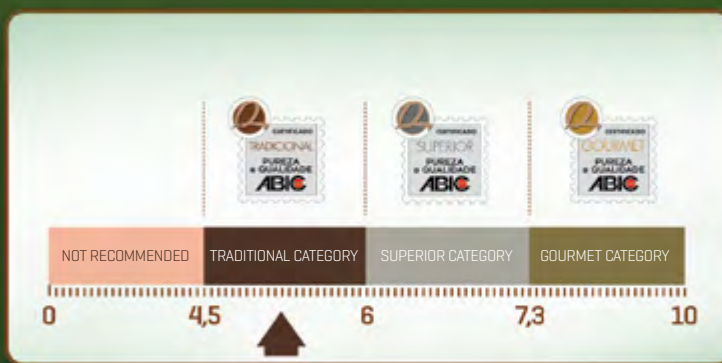 CERTIFICADO
TRADICIONAL
PUREZA
e QUALIDADE
ABIC
CERTIFICADO
SUPERIOR
PUREZA
e QUALIDADE
ABIC
CERTIFICADO
GOURMET
PUREZA
e QUALIDADE
ABIC
NOT RECOMMENDED TRADITIONAL CATEGORY SUPERIOR CATEGORY GOURMET CATEGORY
0 4,5 6 7,3 10